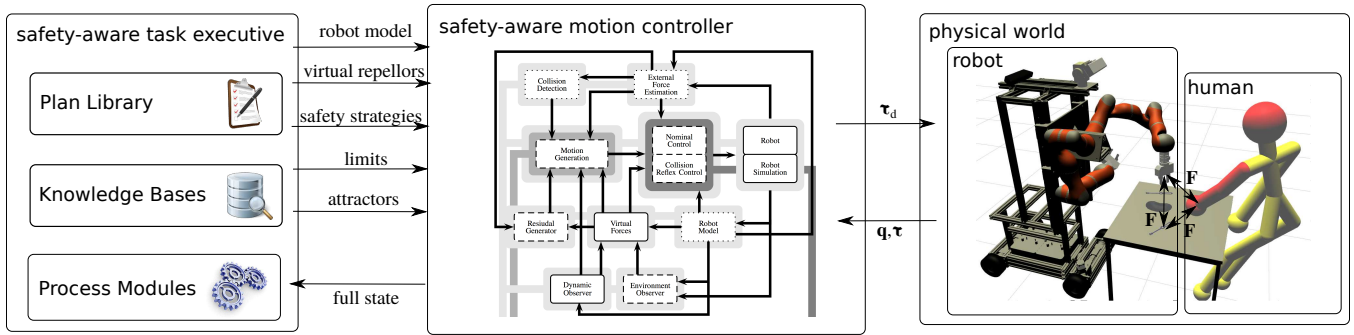 safety-aware task executive
Plan Library
Knowledge Bases
Process Modules
robot model
virtual repellors
safety strategies
limits
attractors
full state
safety-aware motion controller
Collision
Detection
External
Force
Estimation
Motion
Generation
Nominal
Control
Collision
Reflex Control
Robot
Robot
Simulation
Resiudal
Generator
Virtual
Forces
Robot
Model
Dynamic
Observer
Environment
Observer
τd
q,τ
physical world
robot
human
F
F
F